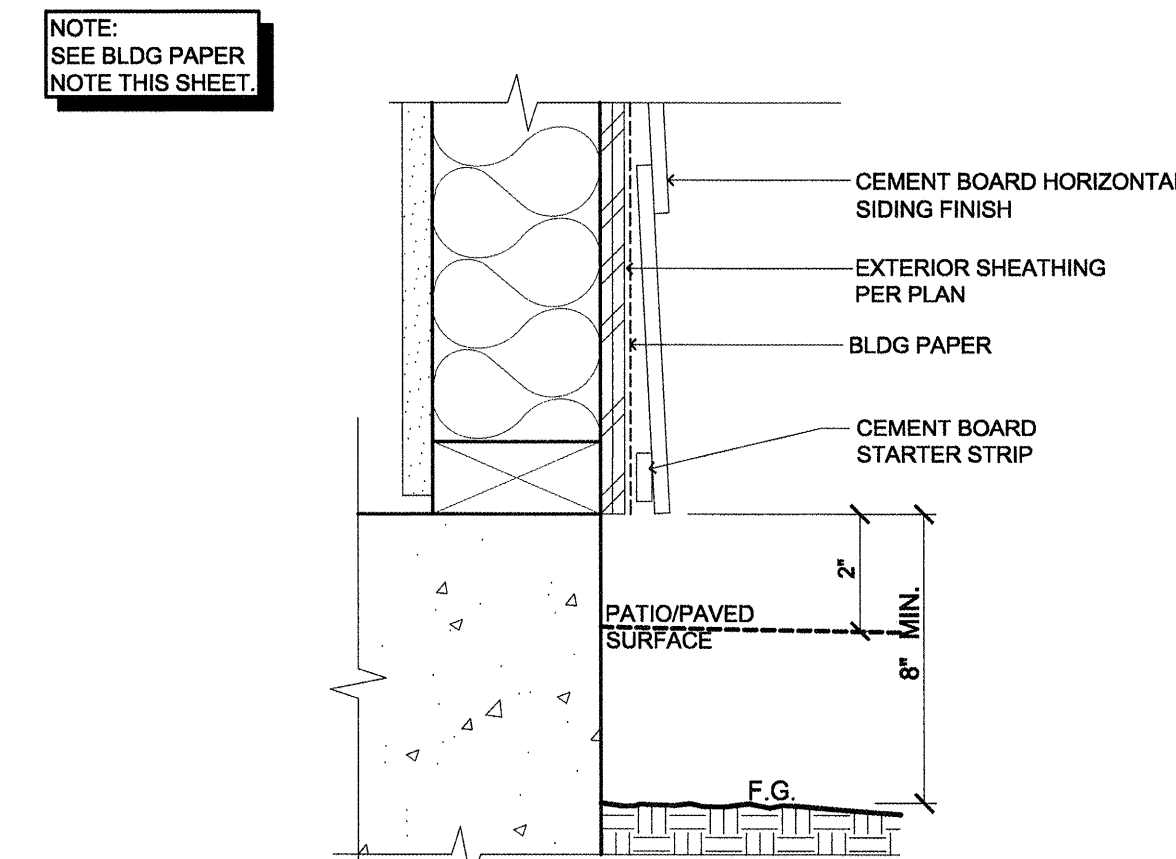 NOTE:
SEE BLDG PAPER
NOTE THIS SHEET.
CEMENT BOARD HORIZONTAL
SIDING FINISH
EXTERIOR SHEATHING
PER PLAN
BLDG PAPER
CEMENT BOARD
STARTER STRIP
2"
8" MIN.
PATIO/PAVED
SURFACE
F.G.